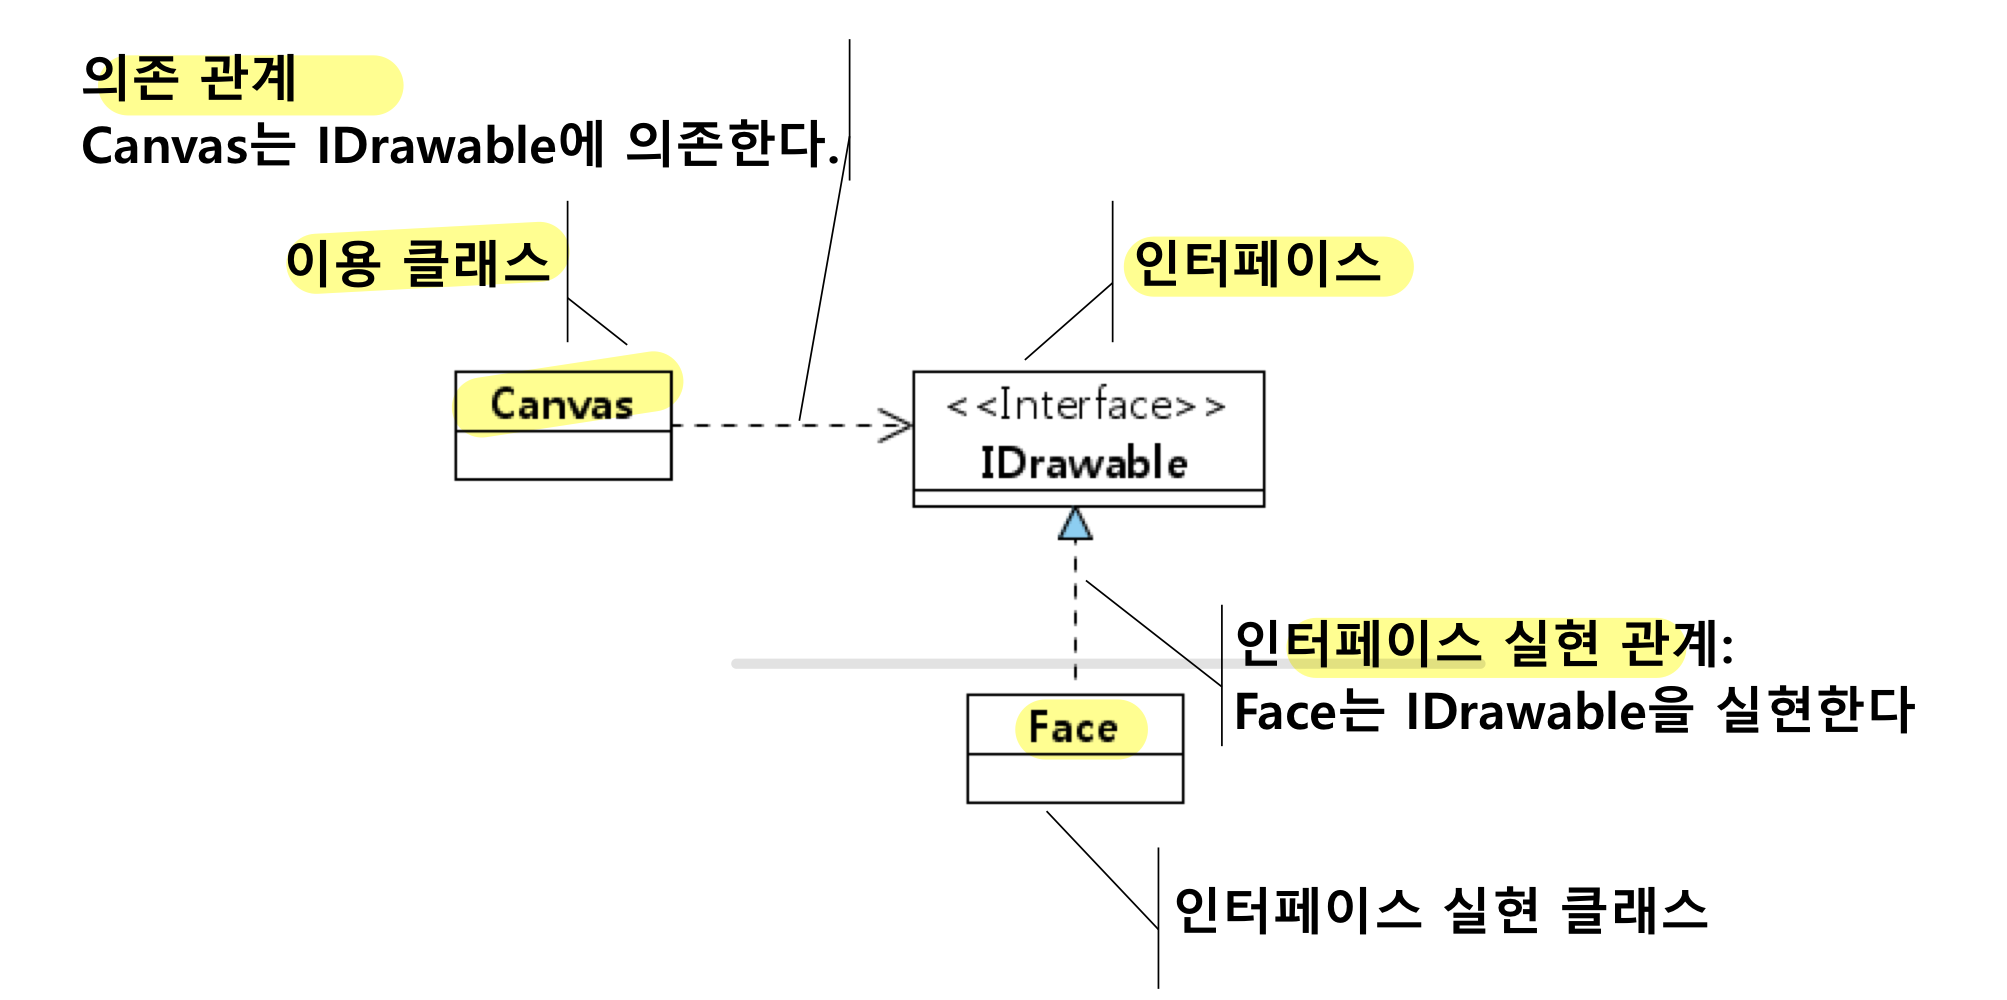 의존 관계
Canvas는 IDrawable에 의존한다.
이용 클래스
인터페이스
Canvas
<<Interface>>
IDrawable
인터페이스 실현 관계:
Face는 IDrawable을 실현한다
Face
인터페이스 실현 클래스